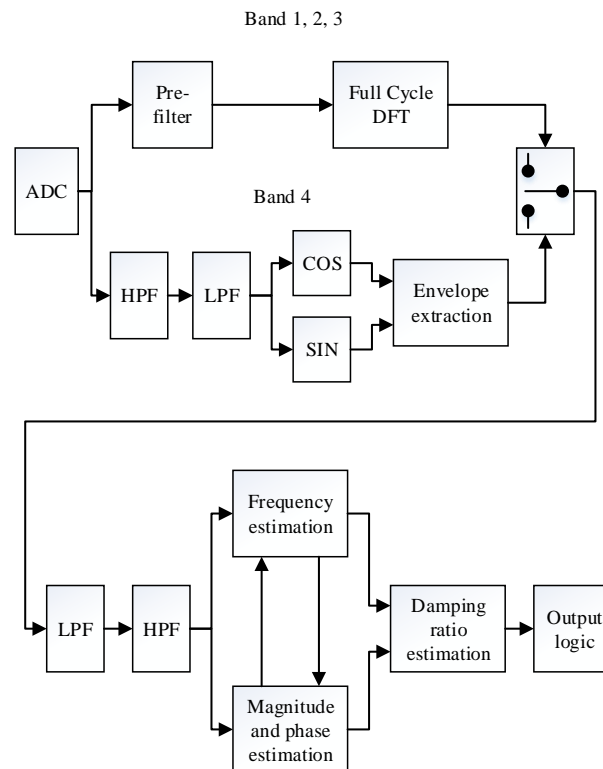 Band 1, 2, 3
Pre-
filter
Full Cycle
DFT
ADC
Band 4
HPF
LPF
COS
SIN
Envelope
extraction
Frequency
estimation
LPF
HPF
Damping
ratio
estimation
Output
logic
Magnitude
and phase
estimation